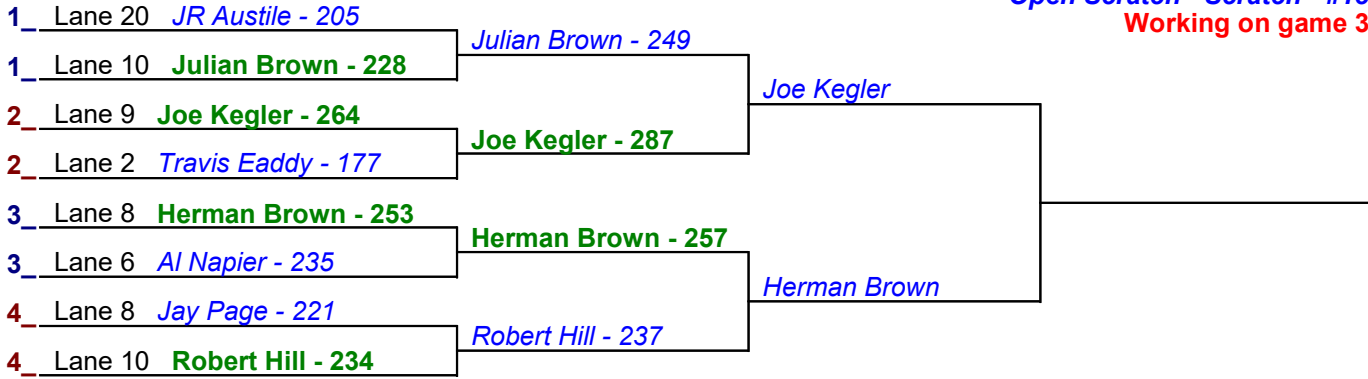 Open Scratch - Scratch -
Working on game 3
1_ Lane 20 JR Austile - 205
Julian Brown - 249
1_ Lane 10 Julian Brown - 228
Joe Kegler
2_ Lane 9 Joe Kegler - 264
Joe Kegler - 287
2_ Lane 2 Travis Eaddy - 177
3_ Lane 8 Herman Brown - 253
Herman Brown - 257
3_ Lane 6 Al Napier - 235
Herman Brown
4_ Lane 8 Jay Page - 221
Robert Hill - 237
4_ Lane 10 Robert Hill - 234